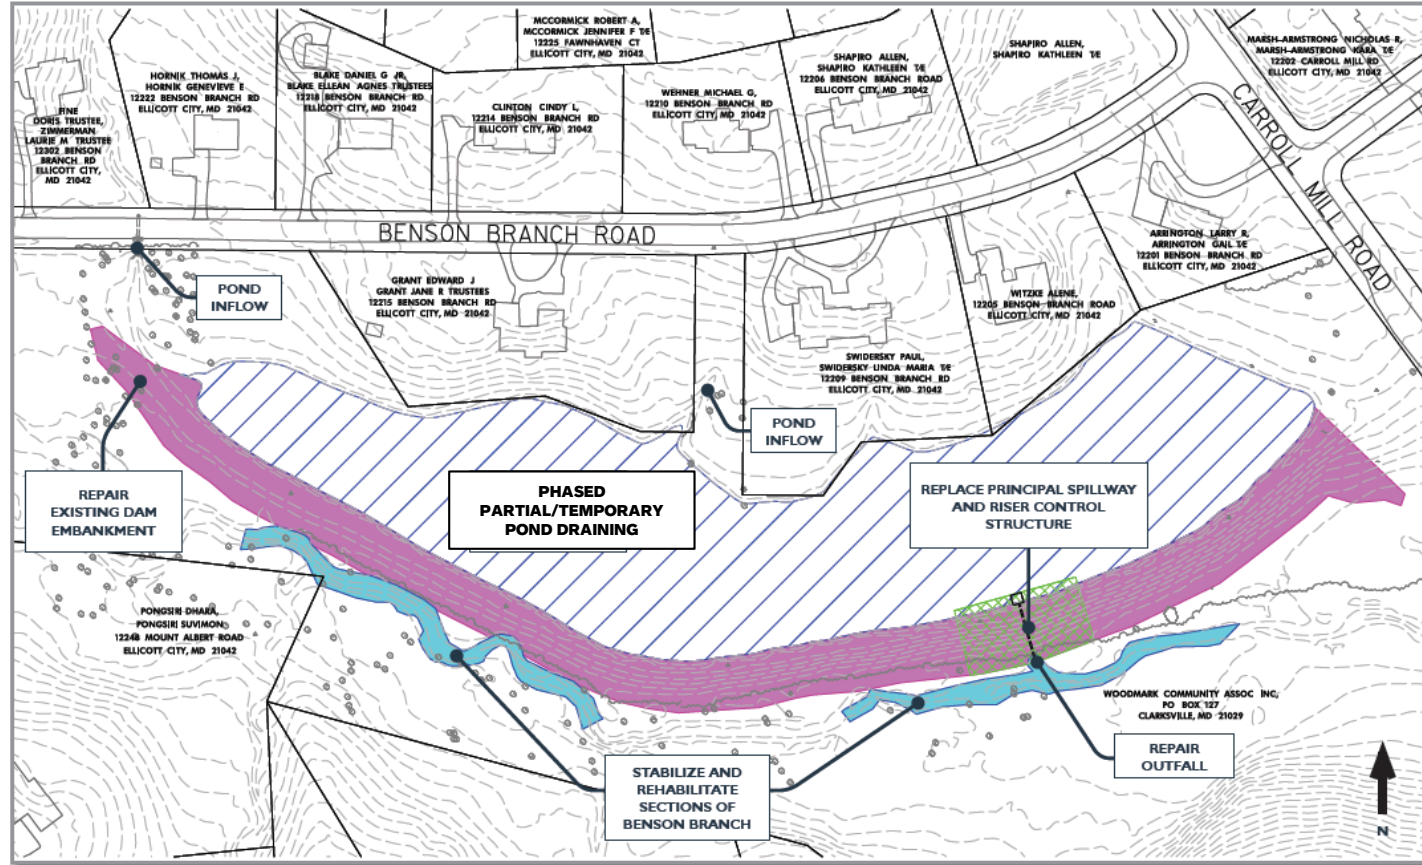 MCCORMICK ROBERT A,
MCCORMICK JENNIFER F T/E
12225 FAWNHAVEN CT
ELLICOTT CITY, MD 21042
SHAPIRO ALLEN,
SHAPIRO KATHLEEN T/E
MARSH-ARMSTRONG NICHOLAS R,
MARSH-ARMSTRONG KARA T/E
12202 CARROLL MILL RD
ELLICOTT CITY, MD 21042
SHAPIRO ALLEN,
SHAPIRO KATHLEEN T/E
12206 BENSON BRANCH ROAD
ELLICOTT CITY, MD 21042
HORNIK THOMAS J,
HORNIK GENEVIEVE E
12222 BENSON BRANCH RD
ELLICOTT CITY, MD 21042
BLAKE DANIEL G JR,
BLAKE ELLEAN AGNES TRUSTEES
12218 BENSON BRANCH RD
ELLICOTT CITY, MD 21042
CLINTON CINDY L,
12214 BENSON BRANCH RD
ELLICOTT CITY, MD 21042
WEHNER MICHAEL G,
12210 BENSON BRANCH RD
ELLICOTT CITY, MD 21042
FINE
DORIS TRUSTEE,
ZIMMERMAN
LAURIE M TRUSTEE
12302 BENSON
BRANCH RD
ELLICOTT CITY,
MD 21042
CARROLL MILL ROAD
BENSON BRANCH ROAD
ARRINGTON LARRY R,
ARRINGTON GAIL T/E
12201 BENSON BRANCH RD
ELLICOTT CITY, MD 21042
POND
INFLOW
GRANT EDWARD J
GRANT JANE R TRUSTEES
12215 BENSON BRANCH RD
ELLICOTT CITY, MD 21042
WITZKE ALENE,
12205 BENSON BRANCH ROAD
ELLICOTT CITY, MD 21042
SWIDERSKY PAUL,
SWIDERSKY LINDA MARIA T/E
12209 BENSON BRANCH RD
ELLICOTT CITY, MD 21042
POND
INFLOW
REPAIR
EXISTING DAM
EMBANKMENT
PHASED
PARTIAL/TEMPORARY
POND DRAINING
REPLACE PRINCIPAL SPILLWAY
AND RISER CONTROL
STRUCTURE
PONGSIRI DHARA,
PONGSIRI SUVIMON
12248 MOUNT ALBERT ROAD
ELLICOTT CITY, MD 21042
WOODMARK COMMUNITY ASSOC INC,
PO BOX 127
CLARKSVILLE, MD 21029
REPAIR
OUTFALL
STABILIZE AND
REHABILITATE
SECTIONS OF
BENSON BRANCH
N